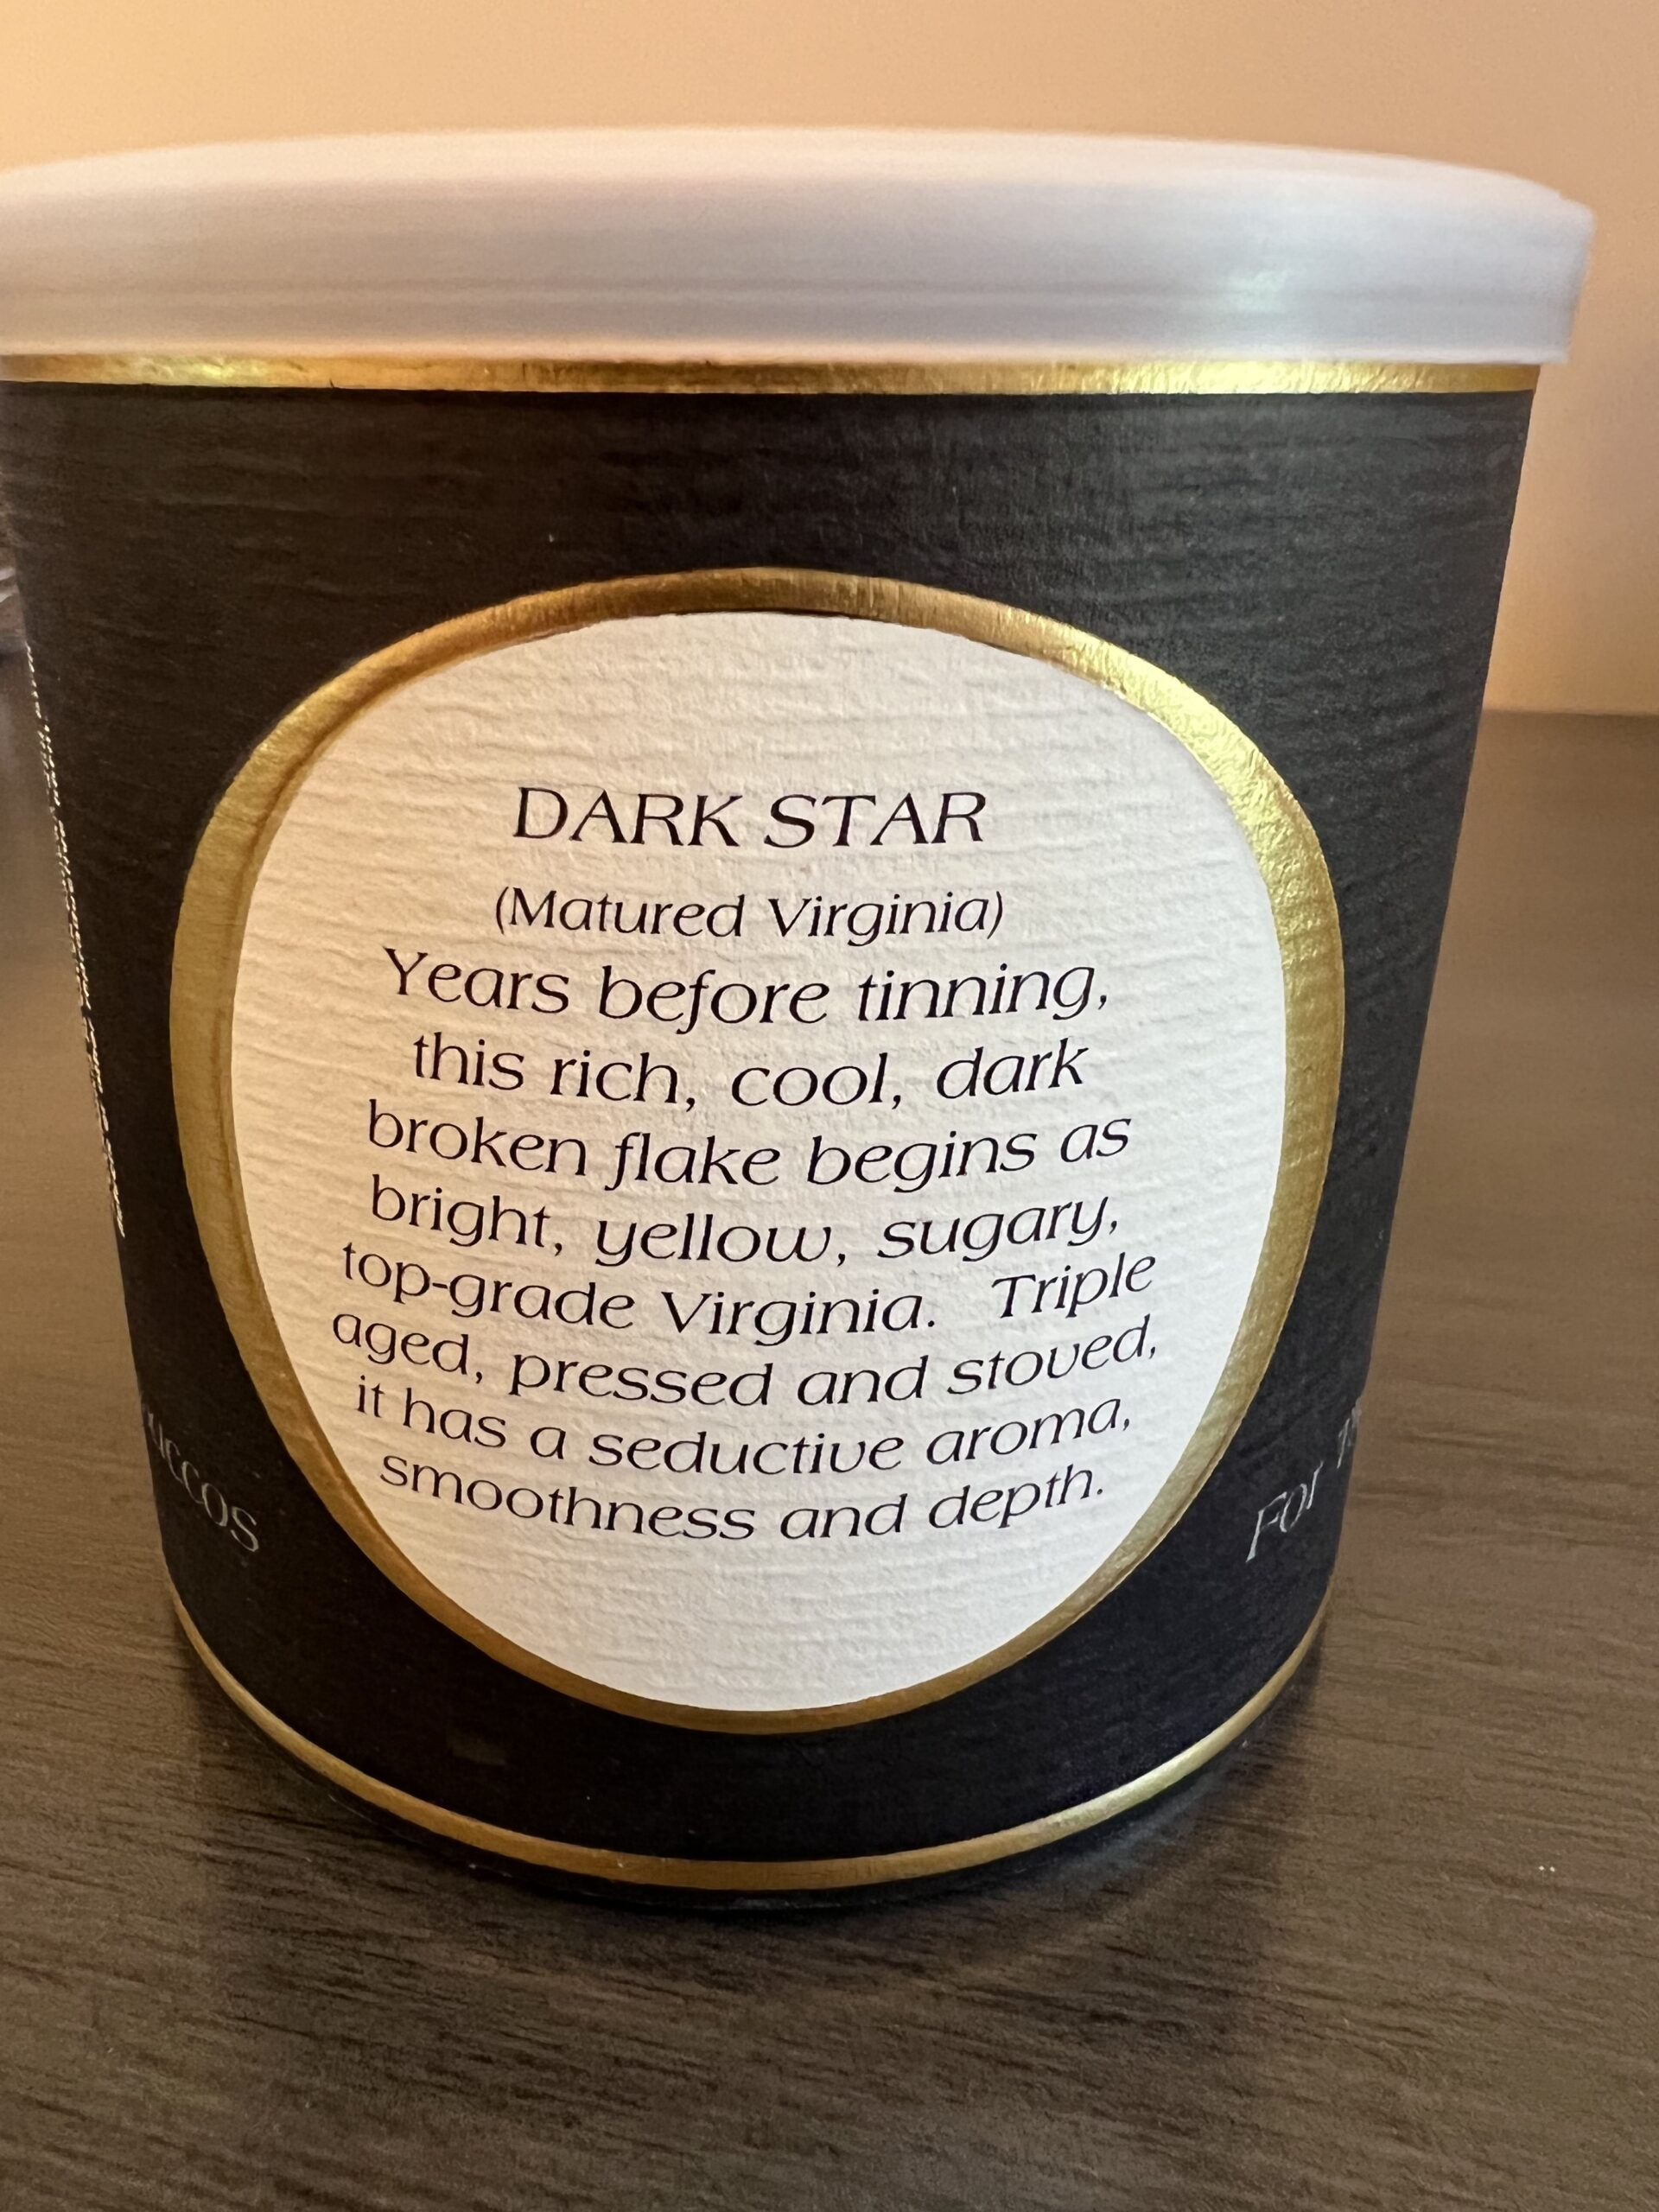 DARK STAR
(Matured Virginia)
Years before tinning,
this rich, cool, dark
broken flake begins as
bright, yellow, sugary,
top-grade Virginia. Triple
aged, pressed and stoved,
it has a seductive aroma,
smoothness and depth.
For